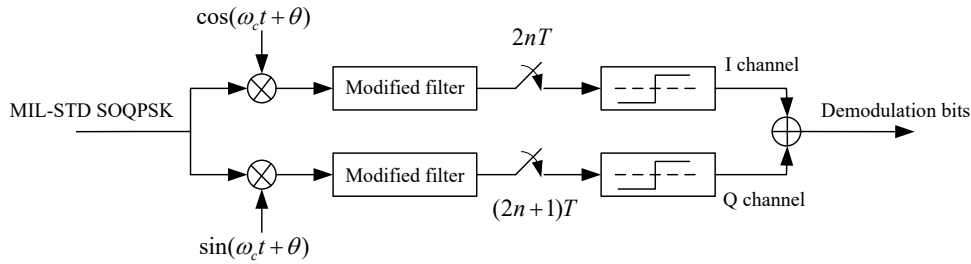 cos(ω_c t + θ)
2nT
Modified filter
I channel
MIL-STD SOQPSK
Demodulation bits
Modified filter
(2n+1)T
Q channel
sin(ω_c t + θ)